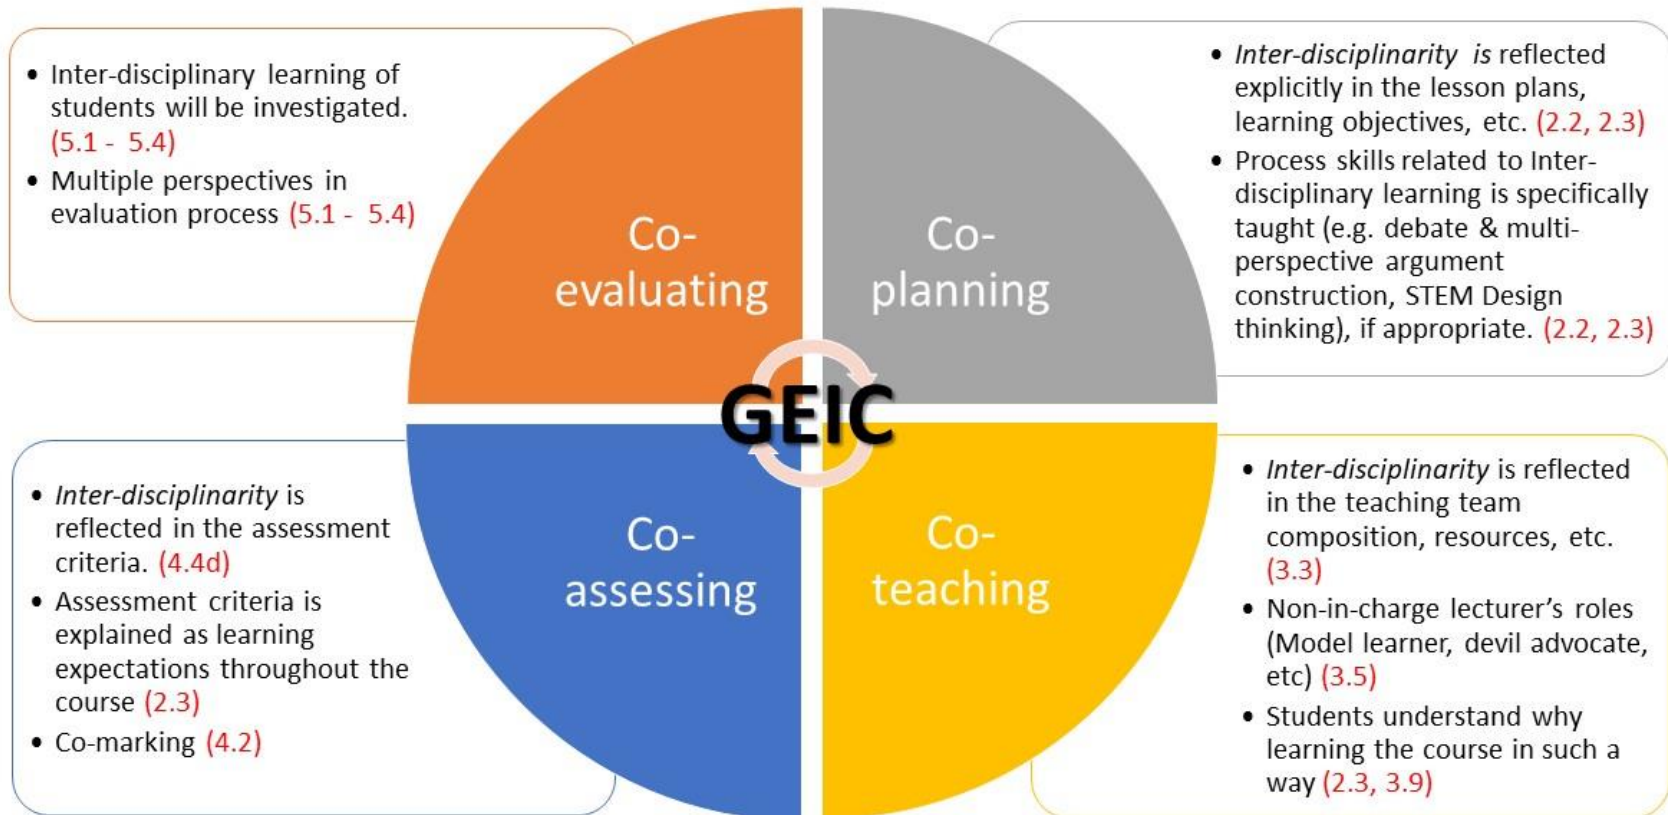 • Inter-disciplinary learning of
students will be investigated.
(5.1 - 5.4)
• Multiple perspectives in
evaluation process (5.1 - 5.4)
Co-
evaluating
Co-
planning
• Inter-disciplinarity is reflected
explicitly in the lesson plans,
learning objectives, etc. (2.2, 2.3)
• Process skills related to Inter-
disciplinary learning is specifically
taught (e.g. debate & multi-
perspective argument
construction, STEM Design
thinking), if appropriate. (2.2, 2.3)
GEIC
• Inter-disciplinarity is
reflected in the assessment
criteria. (4.4d)
• Assessment criteria is
explained as learning
expectations throughout the
course (2.3)
• Co-marking (4.2)
Co-
assessing
Co-
teaching
• Inter-disciplinarity is reflected
in the teaching team
composition, resources, etc.
(3.3)
• Non-in-charge lecturer’s roles
(Model learner, devil advocate,
etc) (3.5)
• Students understand why
learning the course in such a
way (2.3, 3.9)